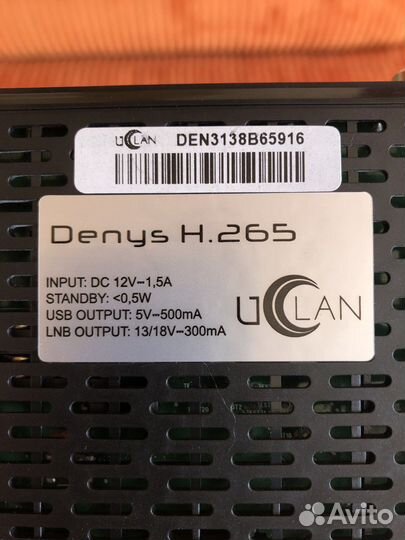 uCLAN DEN3138B65916
Denys H.265
INPUT: DC 12V⎓1,5A
STANDBY: <0,5W
USB OUTPUT: 5V⎓500mA
LNB OUTPUT: 13/18V⎓300mA
uCLAN
Avito